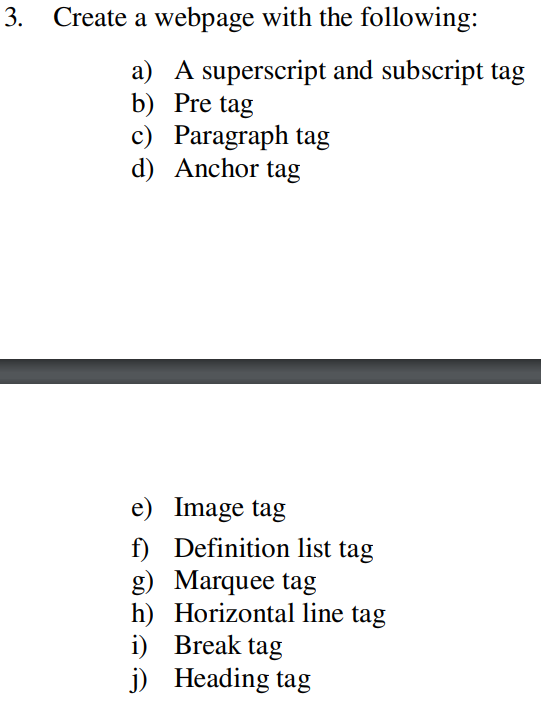 3. Create a webpage with the following:
a) A superscript and subscript tag
b) Pre tag
c) Paragraph tag
d) Anchor tag
e) Image tag
f) Definition list tag
g) Marquee tag
h) Horizontal line tag
i) Break tag
j) Heading tag